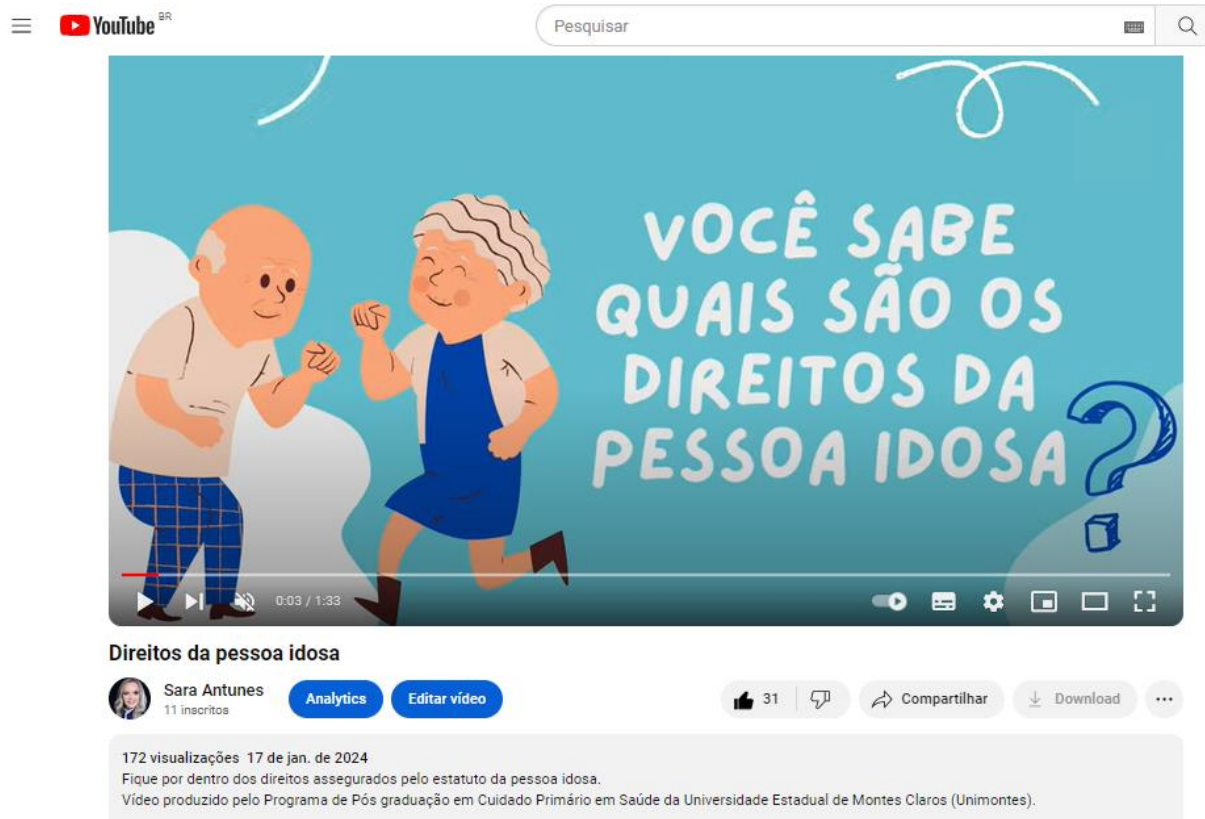 YouTube BR
Pesquisar
VOCÊ SABE
QUAIS SÃO OS
DIREITOS DA
PESSOA IDOSA?
0:03 / 1:33
Direitos da pessoa idosa
Sara Antunes
11 inscritos
Analytics
Editar vídeo
31
Compartilhar
Download
172 visualizações 17 de jan. de 2024
Fique por dentro dos direitos assegurados pelo estatuto da pessoa idosa.
Vídeo produzido pelo Programa de Pós graduação em Cuidado Primário em Saúde da Universidade Estadual de Montes Claros (Unimontes).